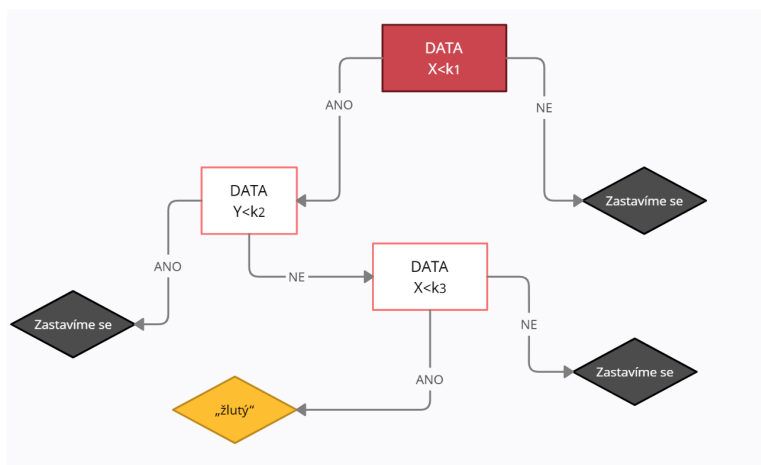 DATA
X<k1
ANO
NE
DATA
Y<k2
Zastavíme se
ANO
NE
DATA
X<k3
Zastavíme se
NE
Zastavíme se
ANO
„žlutý“